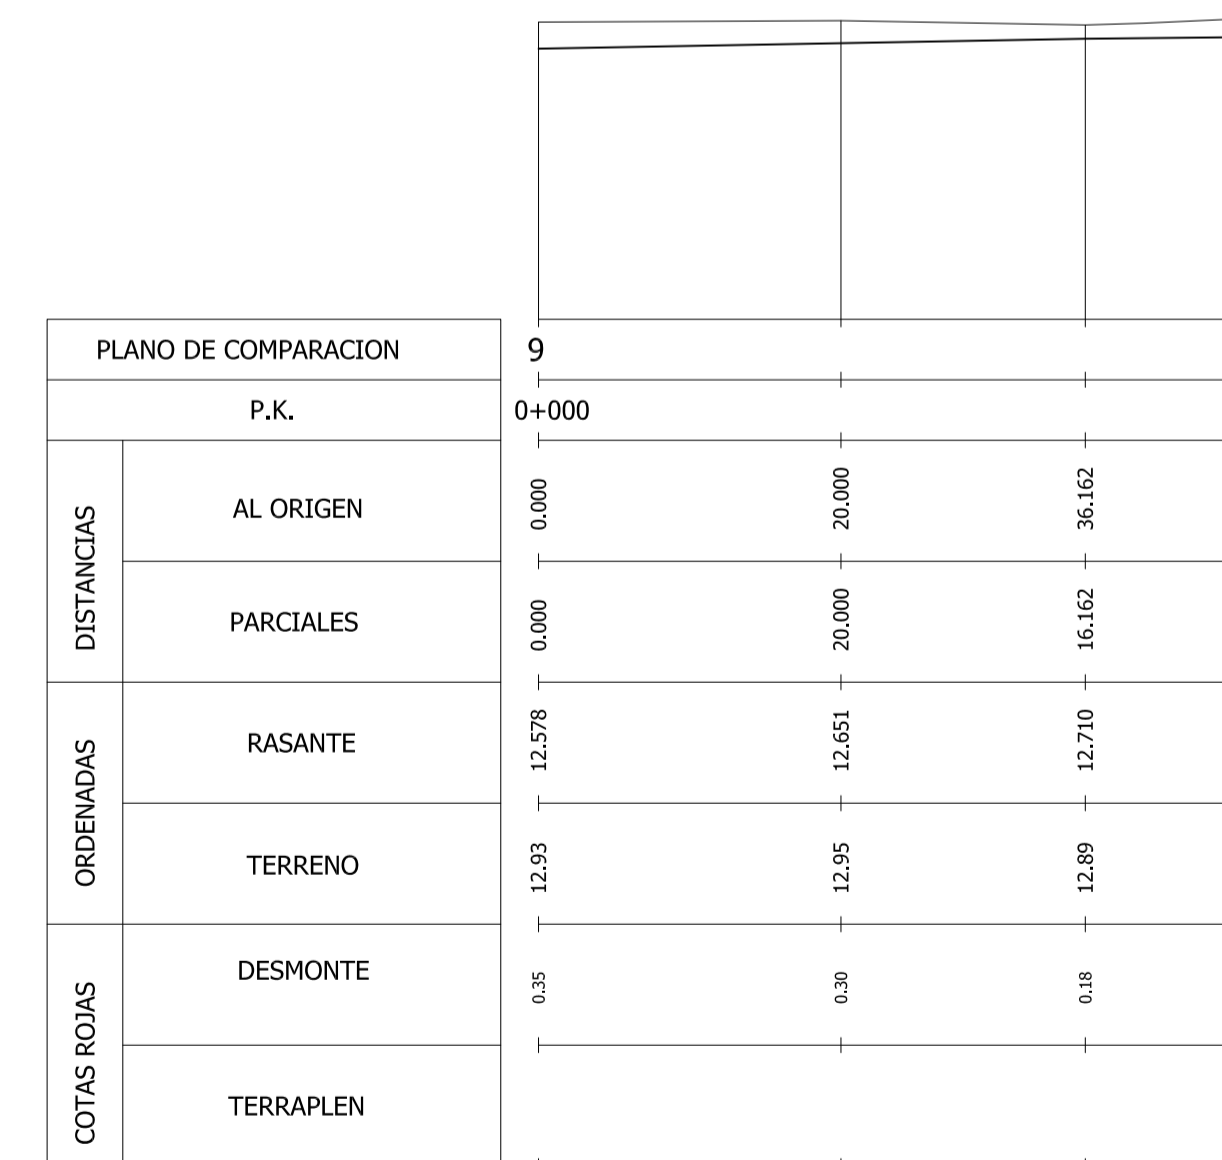 PLANO DE COMPARACION 9
P.K. 0+000
DISTANCIAS
AL ORIGEN 0.000 20.000 36.162
PARCIALES 0.000 20.000 16.162
ORDENADAS
RASANTE 12.578 12.651 12.710
TERRENO 12.93 12.95 12.89
COTAS ROJAS
DESMONTE 0.35 0.30 0.18
TERRAPLEN